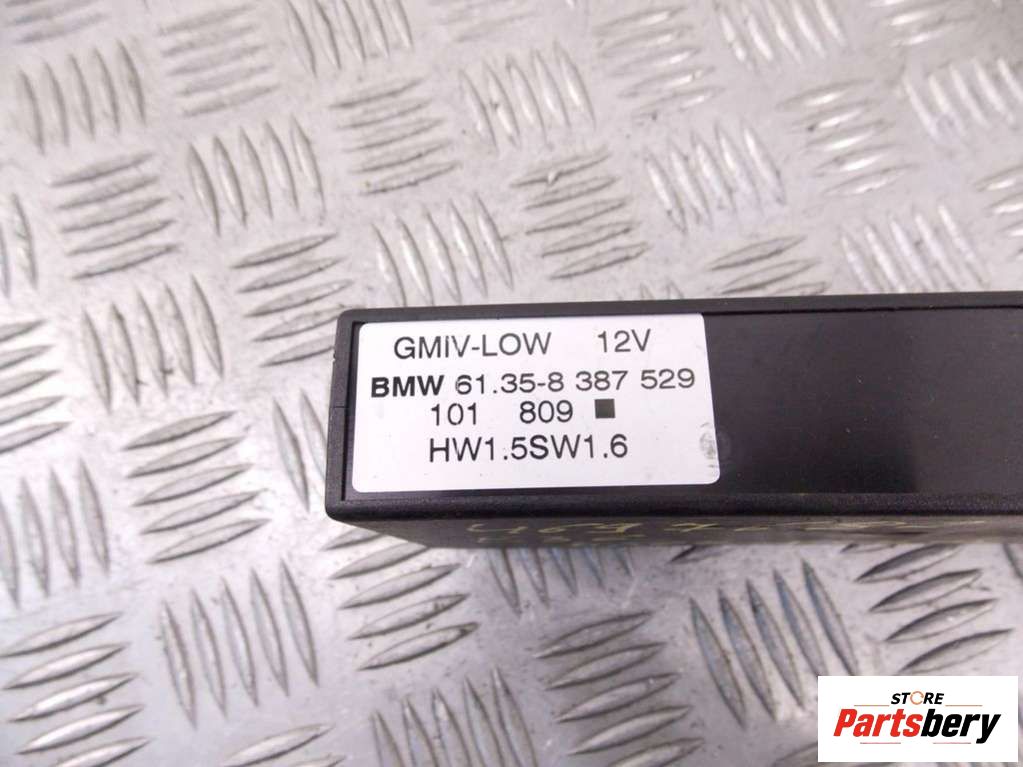 GMIV-LOW 12V
BMW 61.35-8 387 529
101 809 ■
HW1.5SW1.6
STORE
Partsbery